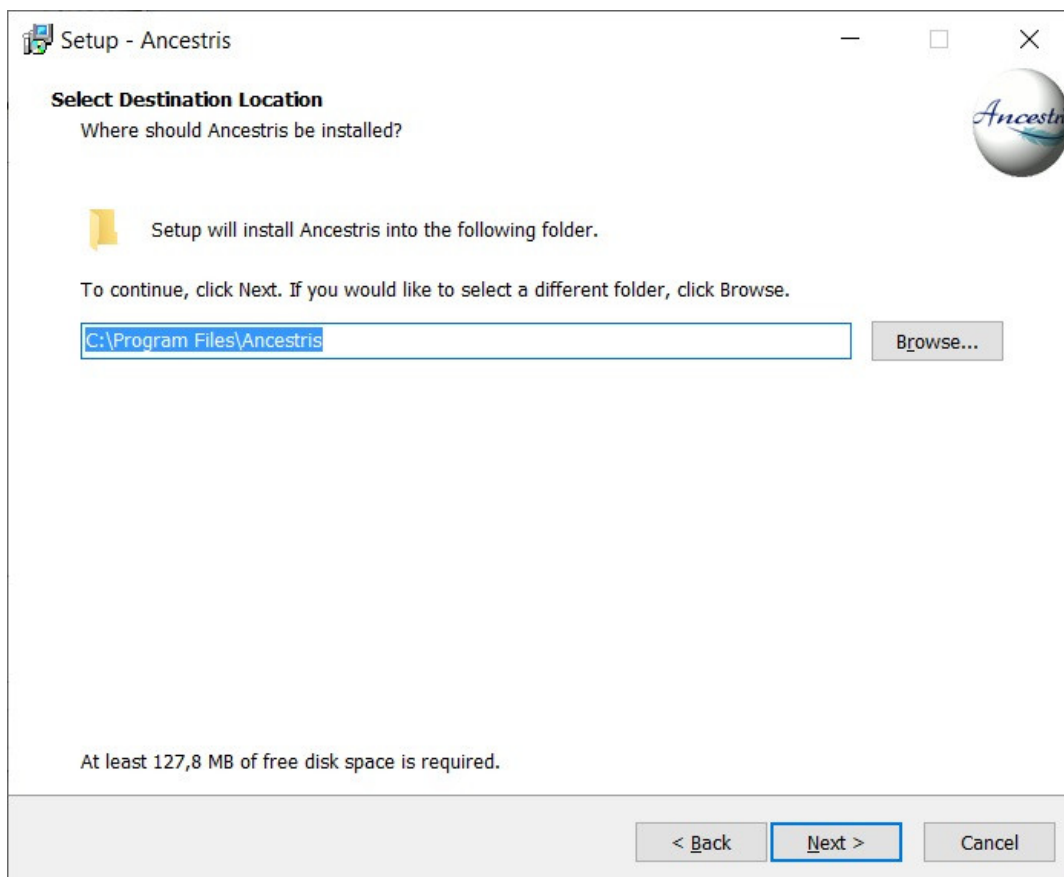 Setup - Ancestris
Select Destination Location
Where should Ancestris be installed?
Setup will install Ancestris into the following folder.
To continue, click Next. If you would like to select a different folder, click Browse.
C:\Program Files\Ancestris
Browse...
At least 127,8 MB of free disk space is required.
< Back
Next >
Cancel